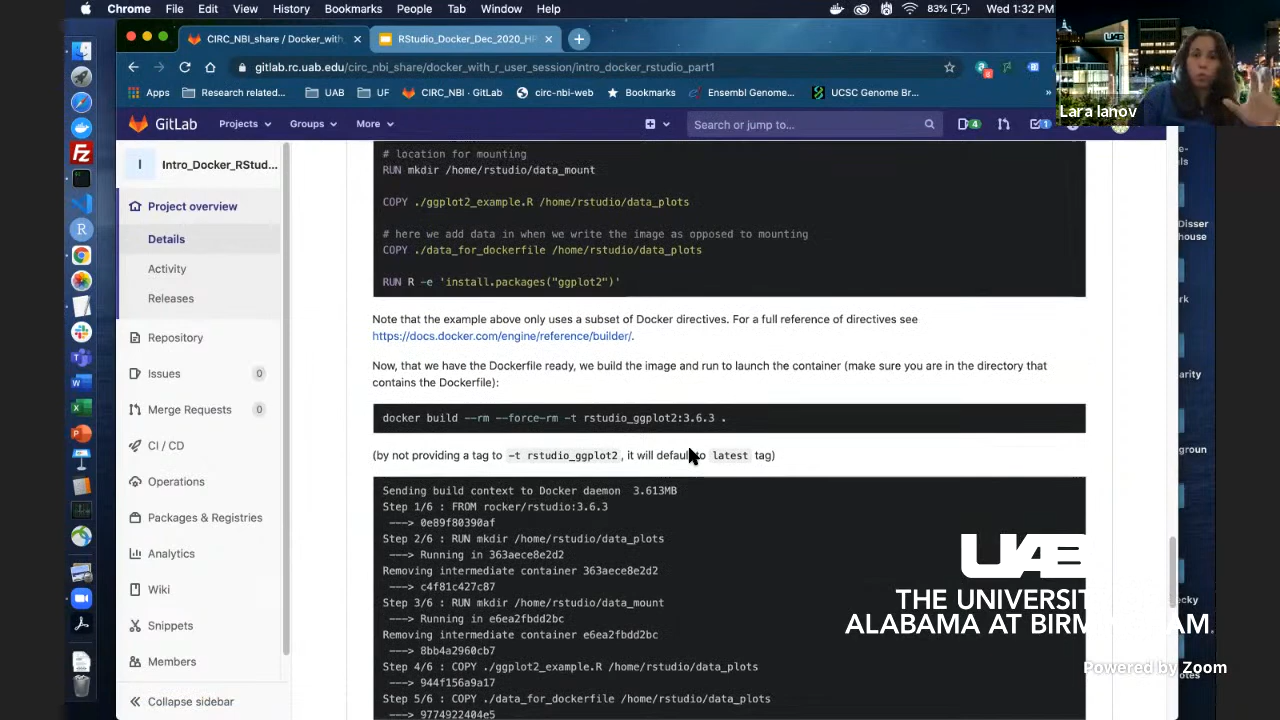 Chrome File Edit View History Bookmarks People Tab Window Help
83% Wed 1:32 PM
CIRC_NBI_share / Docker_with_
RStudio_Docker_Dec_2020_HP
gitlab.rc.uab.edu/circ_nbi_share/docker_with_r_user_session/intro_docker_rstudio_part1
Apps Research related... UAB UF CIRC_NBI · GitLab circ-nbi-web Bookmarks Ensembl Genome... UCSC Genome Br... »
UAB
Lara Ianov
GitLab Projects Groups More Search or jump to... 4 1
I Intro_Docker_RStud...
Project overview
Details
Activity
Releases
Repository
Issues 0
Merge Requests 0
CI / CD
Operations
Packages & Registries
Analytics
Wiki
Snippets
Members
Collapse sidebar
# location for mounting
RUN mkdir /home/rstudio/data_mount
COPY ./ggplot2_example.R /home/rstudio/data_plots
# here we add data in when we write the image as opposed to mounting
COPY ./data_for_dockerfile /home/rstudio/data_plots
RUN R -e 'install.packages("ggplot2")'
Note that the example above only uses a subset of Docker directives. For a full reference of directives see
https://docs.docker.com/engine/reference/builder/.
Now, that we have the Dockerfile ready, we build the image and run to launch the container (make sure you are in the directory that
contains the Dockerfile):
docker build --rm --force-rm -t rstudio_ggplot2:3.6.3 .
(by not providing a tag to -t rstudio_ggplot2, it will default to latest tag)
Sending build context to Docker daemon 3.613MB
Step 1/6 : FROM rocker/rstudio:3.6.3
---> 0e89f80390af
Step 2/6 : RUN mkdir /home/rstudio/data_plots
---> Running in 363aece8e2d2
Removing intermediate container 363aece8e2d2
---> c4f81c427c87
Step 3/6 : RUN mkdir /home/rstudio/data_mount
---> Running in e6ea2fbdd2bc
Removing intermediate container e6ea2fbdd2bc
---> 8bb4a2960cb7
Step 4/6 : COPY ./ggplot2_example.R /home/rstudio/data_plots
---> 944f156a9a17
Step 5/6 : COPY ./data_for_dockerfile /home/rstudio/data_plots
---> 9774922404e5
Disser
house
UAB
THE UNIVERSITY
ALABAMA AT BIRMINGHAM.
Powered by Zoom